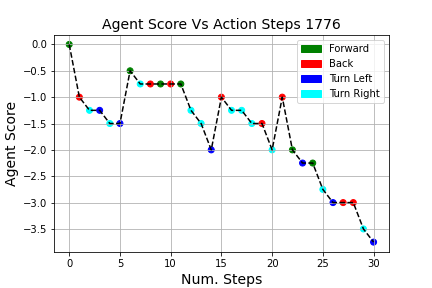 Agent Score Vs Action Steps 1776
Forward
Back
Turn Left
Turn Right
Agent Score
0.0
−0.5
−1.0
−1.5
−2.0
−2.5
−3.0
−3.5
0 5 10 15 20 25 30
Num. Steps